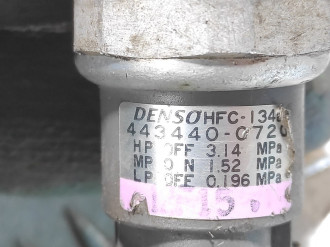 DENSO HFC-134a
443440-0720
HP OFF 3.14 MPa
MP ON 1.52 MPa
LP OFF 0.196 MPa